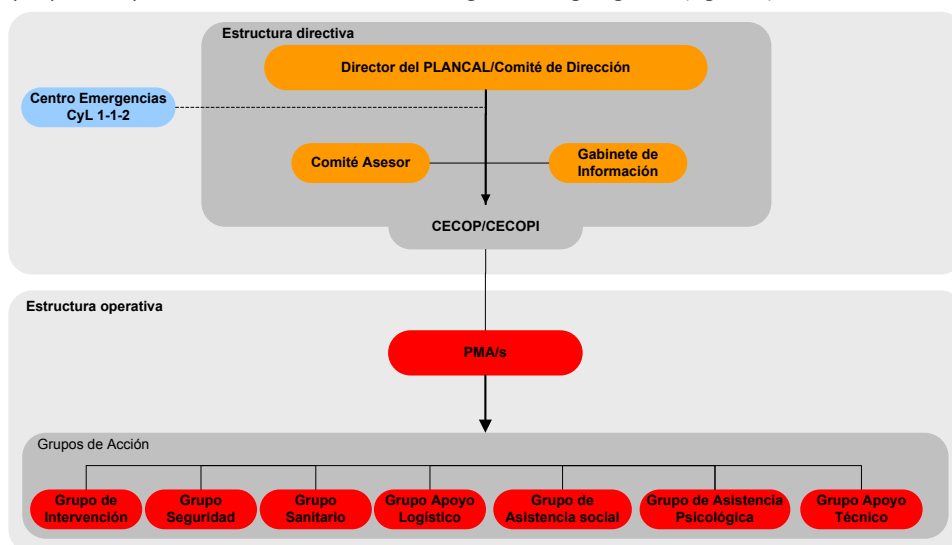 Estructura directiva
Director del PLANCAL/Comité de Dirección
Centro Emergencias
CyL 1-1-2
Comité Asesor
Gabinete de
Información
CECOP/CECOPI
Estructura operativa
PMA/s
Grupos de Acción
Grupo de
Intervención
Grupo
Seguridad
Grupo
Sanitario
Grupo Apoyo
Logístico
Grupo de
Asistencia social
Grupo de Asistencia
Psicológica
Grupo Apoyo
Técnico